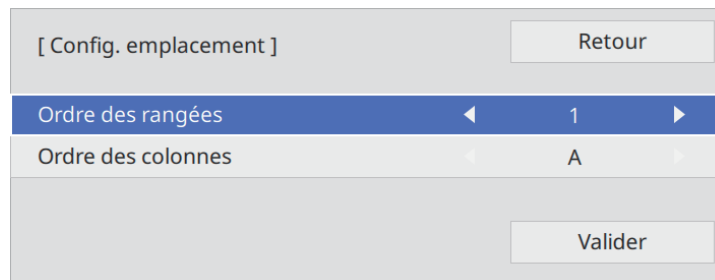 [ Config. emplacement ]
Retour
Ordre des rangées 1
Ordre des colonnes A
Valider